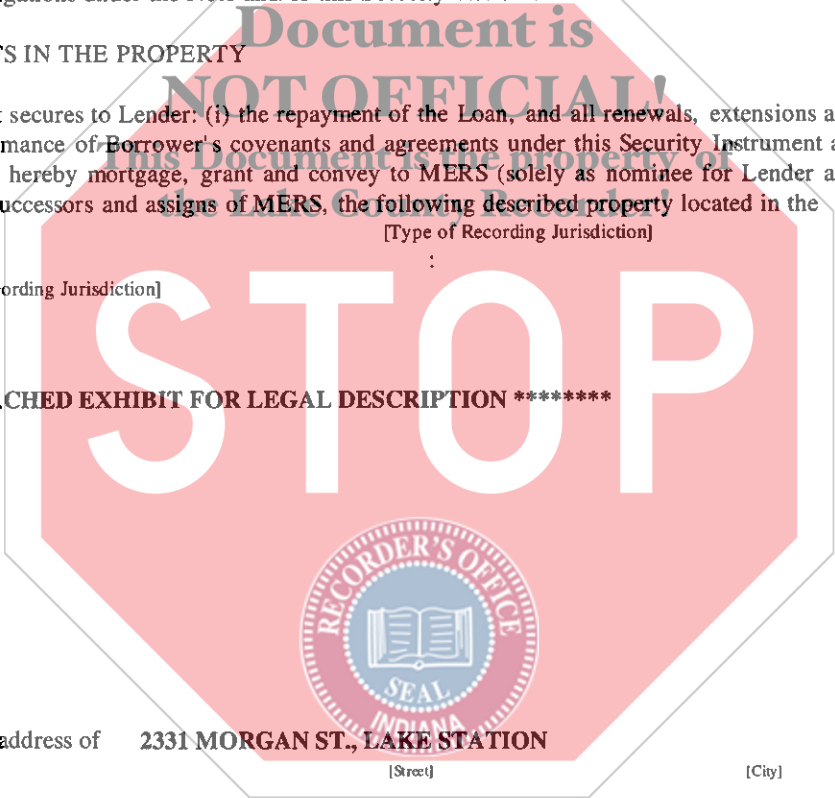 Document is
'S IN THE PROPERTY
NOT OFFICIAL!
secures to Lender: (i) the repayment of the Loan, and all renewals, extensions a
mance of Borrower's covenants and agreements under this Security Instrument a
This Document is the property of
hereby mortgage, grant and convey to MERS (solely as nominee for Lender a
uccessors and assigns of MERS, the following described property located in the
the Lake County Recorder!
[Type of Recording Jurisdiction]
:
ording Jurisdiction]
STOP
CHED EXHIBIT FOR LEGAL DESCRIPTION ********
RECORDER'S OFFICE
SEAL
INDIANA
address of 2331 MORGAN ST., LAKE STATION
[Street] [City]